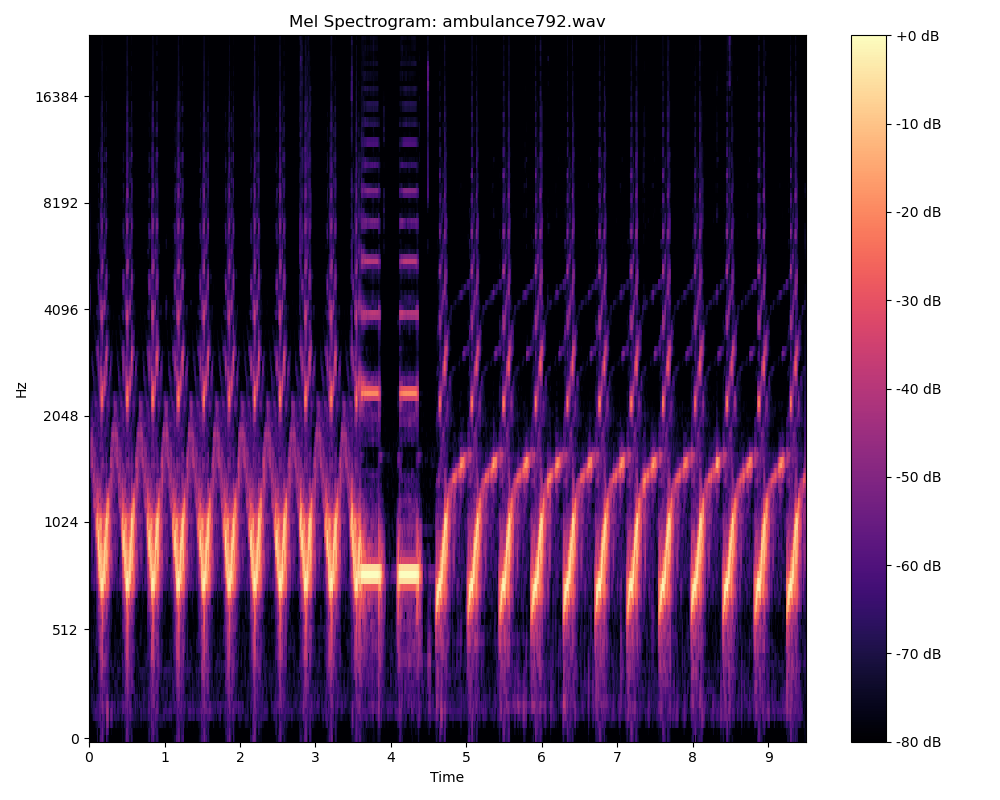 Mel Spectrogram: ambulance792.wav
+0 dB
16384
-10 dB
-20 dB
8192
-30 dB
4096
Hz
-40 dB
2048
-50 dB
1024
-60 dB
512
-70 dB
0
-80 dB
0 1 2 3 4 5 6 7 8 9
Time